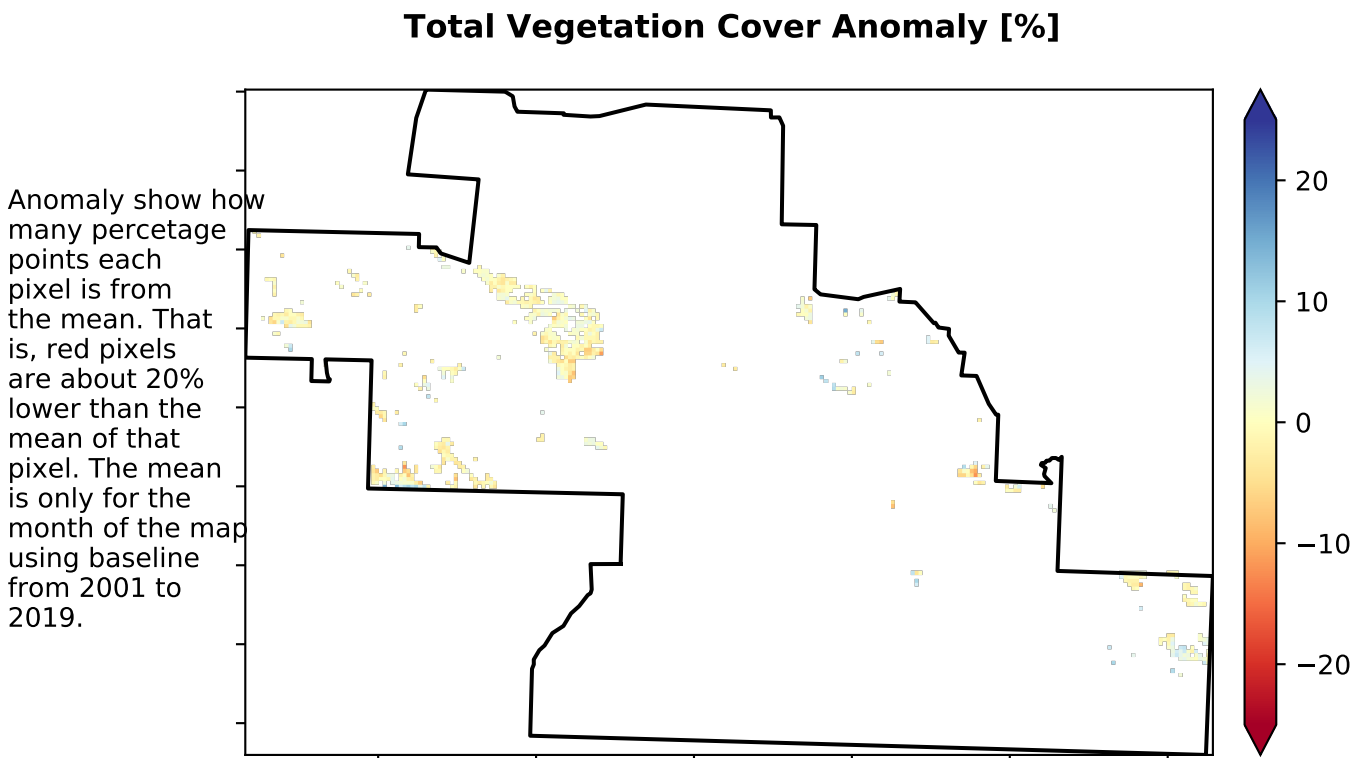 Total Vegetation Cover Anomaly [%]
Anomaly show how
many percetage
points each
pixel is from
the mean. That
is, red pixels
are about 20%
lower than the
mean of that
pixel. The mean
is only for the
month of the map
using baseline
from 2001 to
2019.
20
10
0
−10
−20